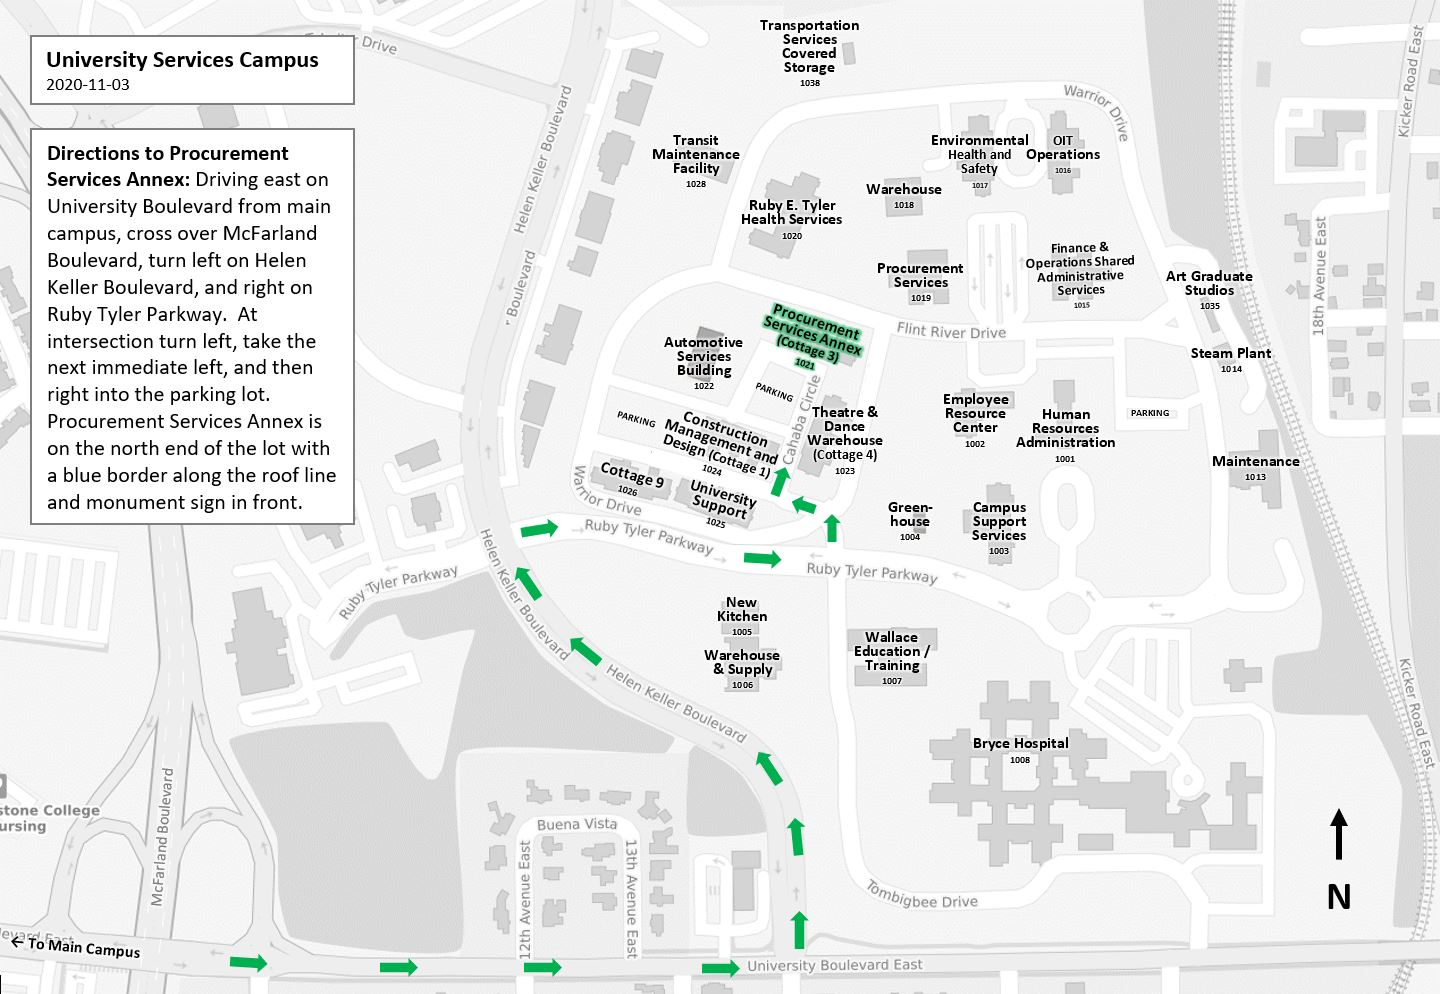 University Services Campus
2020-11-03
Directions to Procurement
Services Annex: Driving east on
University Boulevard from main
campus, cross over McFarland
Boulevard, turn left on Helen
Keller Boulevard, and right on
Ruby Tyler Parkway.  At
intersection turn left, take the
next immediate left, and then
right into the parking lot.
Procurement Services Annex is
on the north end of the lot with
a blue border along the roof line
and monument sign in front.
Drive
Helen Keller Boulevard
r Boulevard
Transportation
Services
Covered
Storage
1038
Warrior Drive
Kicker Road East
Transit
Maintenance
Facility
1028
Environmental
Health and
Safety
1017
OIT
Operations
1016
Warehouse
1018
Ruby E. Tyler
Health Services
1020
Procurement
Services
1019
Finance &
Operations Shared
Administrative
Services
1015
Art Graduate
Studios
1035
18th Avenue East
Flint River Drive
Procurement
Services Annex
(Cottage 3)
1021
Automotive
Services
Building
1022
Steam Plant
1014
PARKING
PARKING
PARKING
Cahaba Circle
Construction
Management and
Design (Cottage 1)
1024
Theatre &
Dance
Warehouse
(Cottage 4)
1023
Employee
Resource
Center
1002
Human
Resources
Administration
1001
Maintenance
1013
Cottage 9
1026
University
Support
1025
Warrior Drive
Green-
house
1004
Campus
Support
Services
1003
Ruby Tyler Parkway
Ruby Tyler Parkway
Ruby Tyler Parkway
Helen Keller Boulevard
Helen Keller Boulevard
New
Kitchen
1005
Warehouse
& Supply
1006
Wallace
Education /
Training
1007
Kicker Road East
Bryce Hospital
1008
stone College
ursing
McFarland Boulevard
Buena Vista
12th Avenue East
13th Avenue East
Tombigbee Drive
N
levard East
← To Main Campus
University Boulevard East